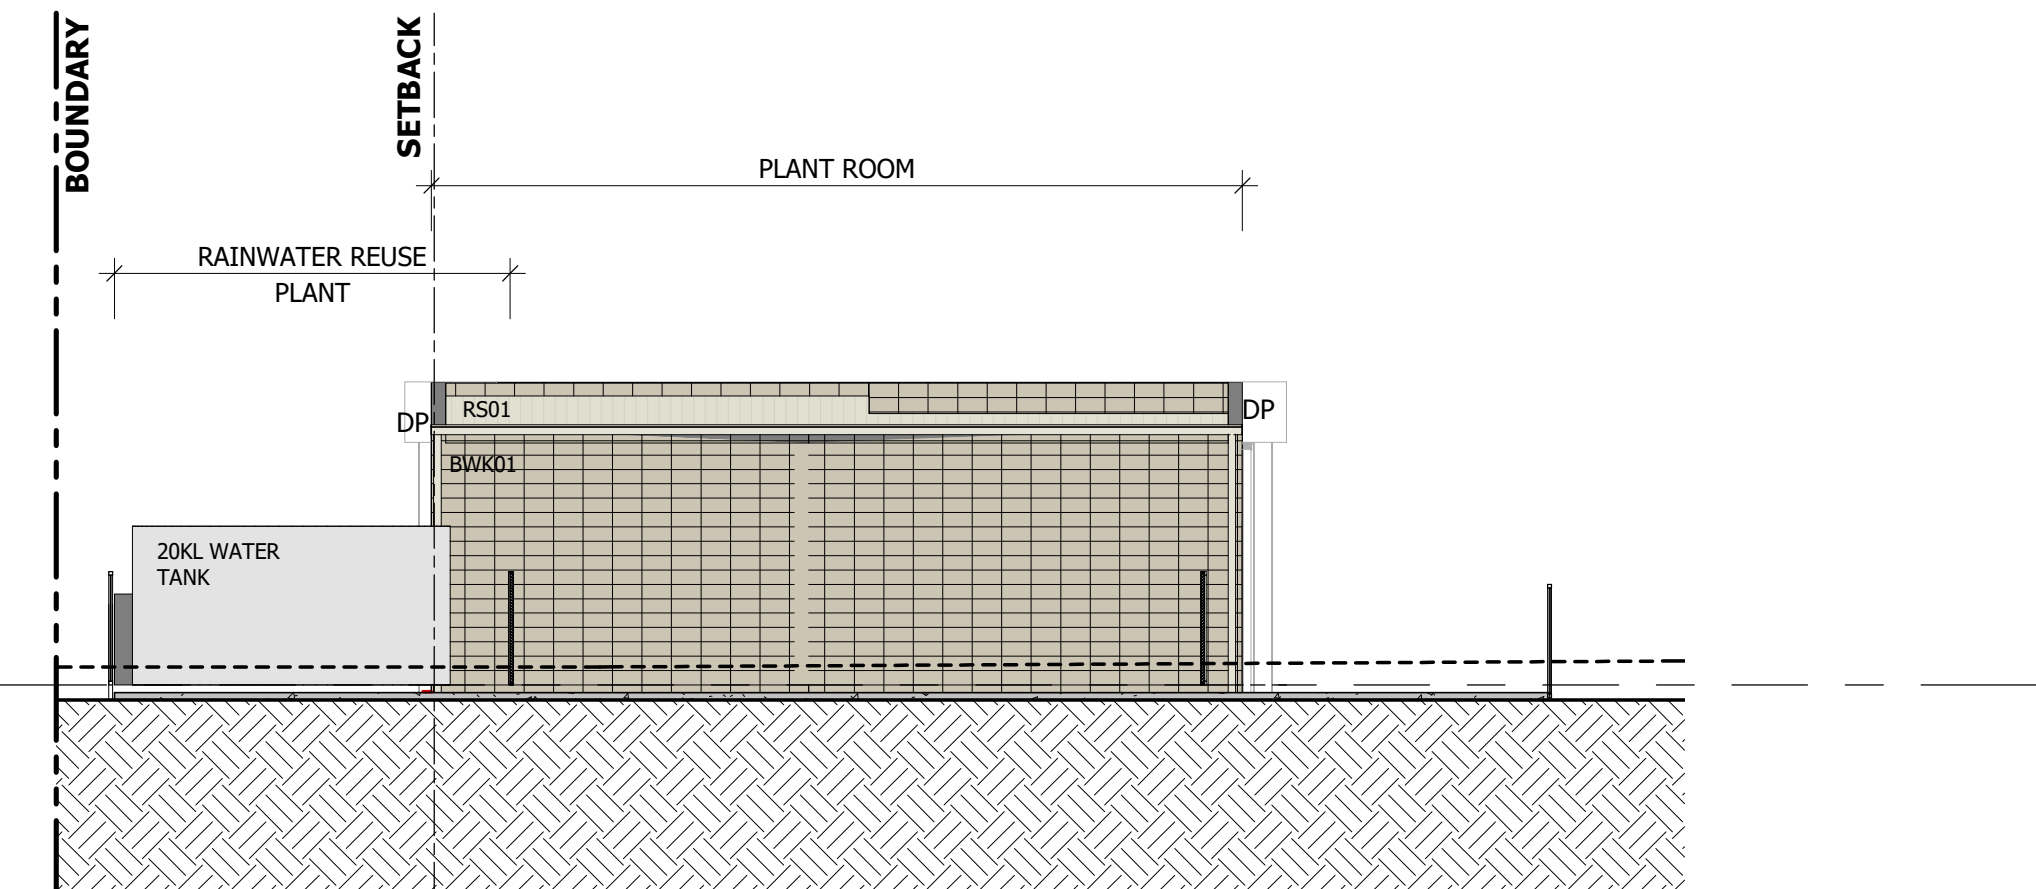 BOUNDARY
SETBACK
PLANT ROOM
RAINWATER REUSE
PLANT
DP
RS01
DP
BWK01
20KL WATER
TANK